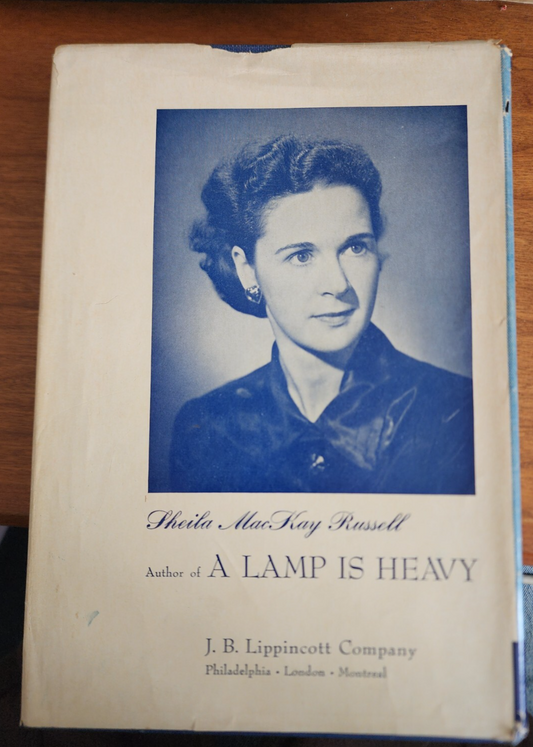 Sheila MacKay Russell
Author of A LAMP IS HEAVY
J. B. Lippincott Company
Philadelphia • London • Montreal